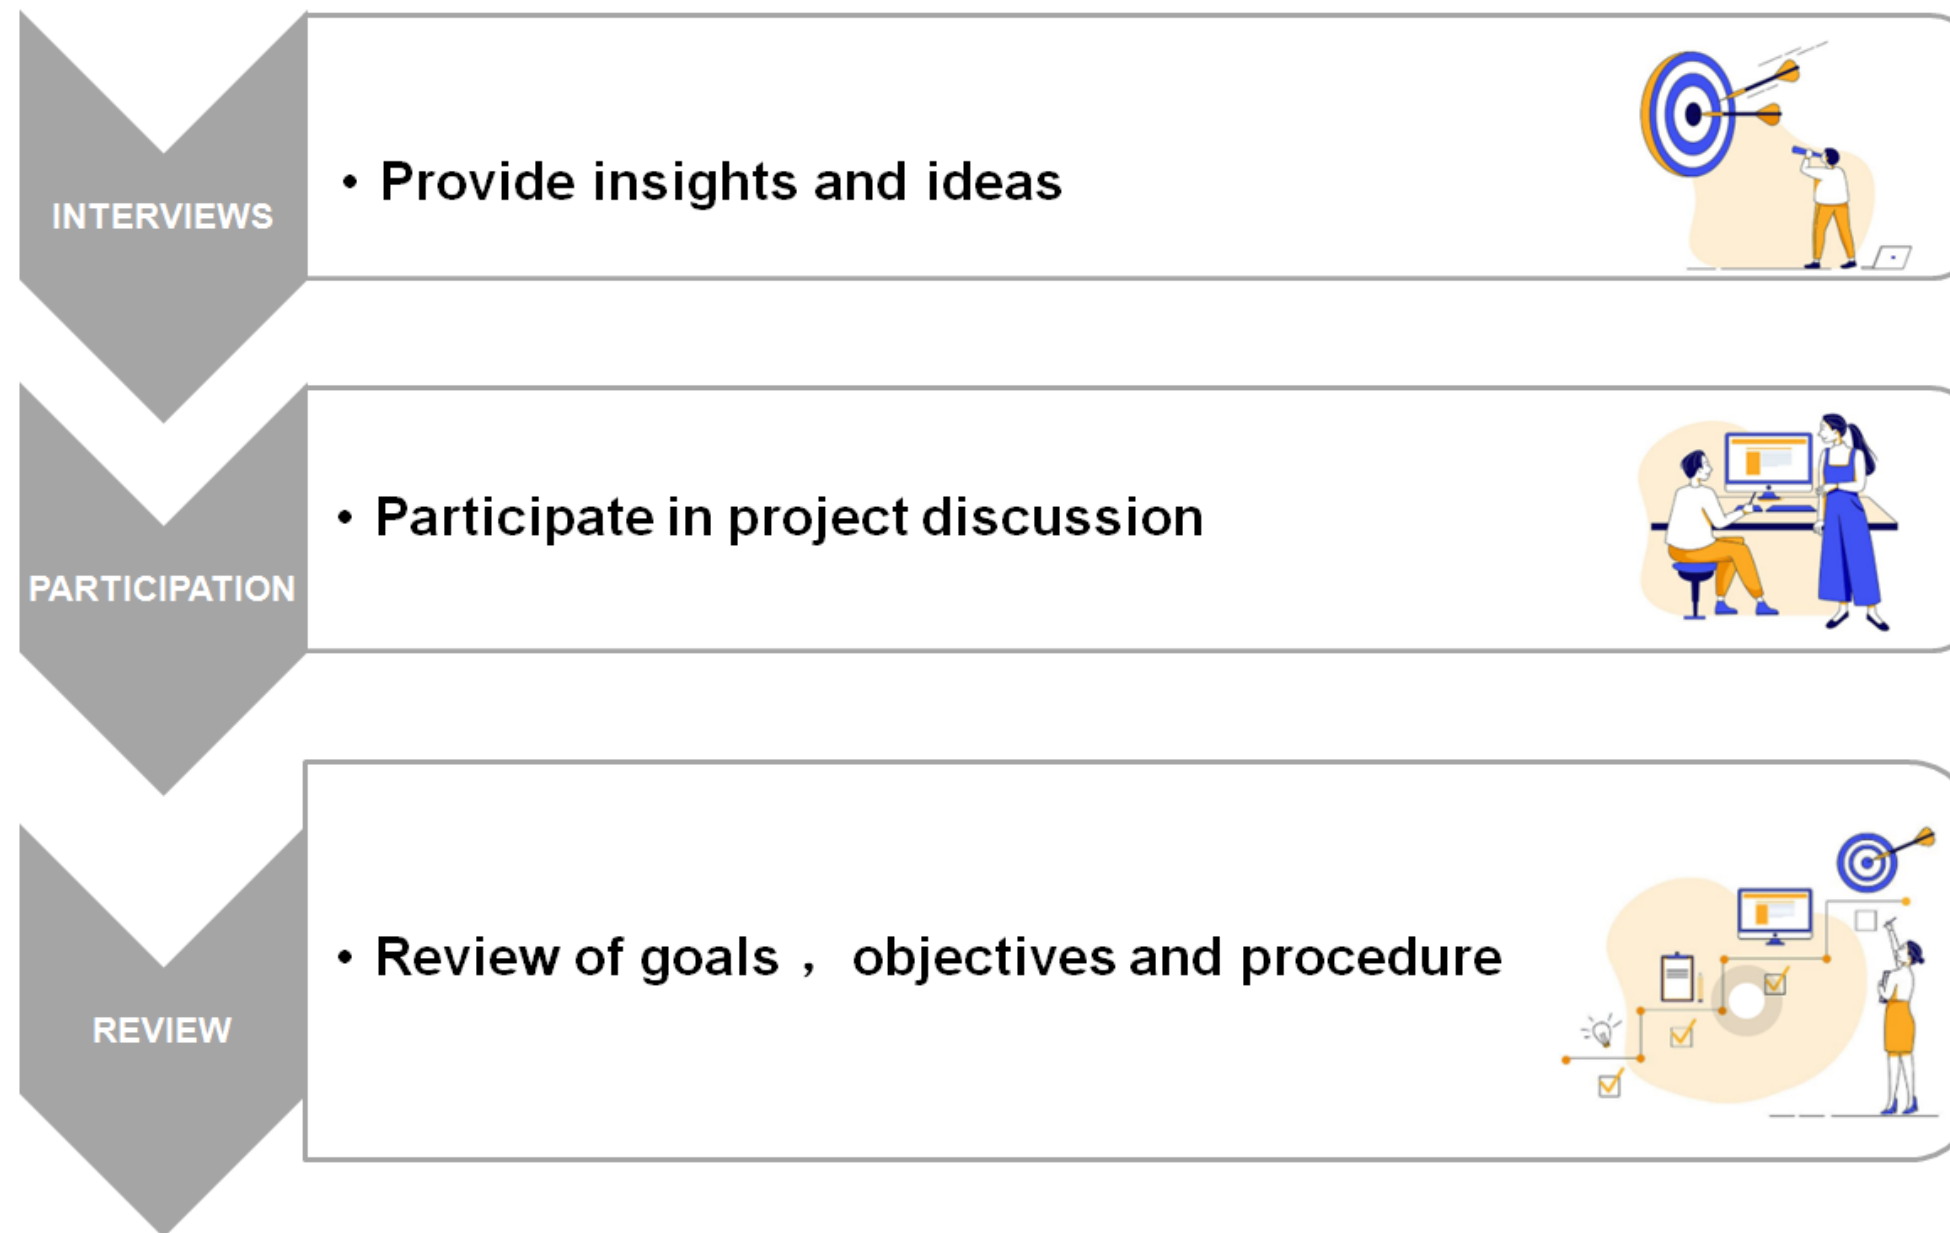 INTERVIEWS
• Provide insights and ideas
PARTICIPATION
• Participate in project discussion
REVIEW
• Review of goals ， objectives and procedure